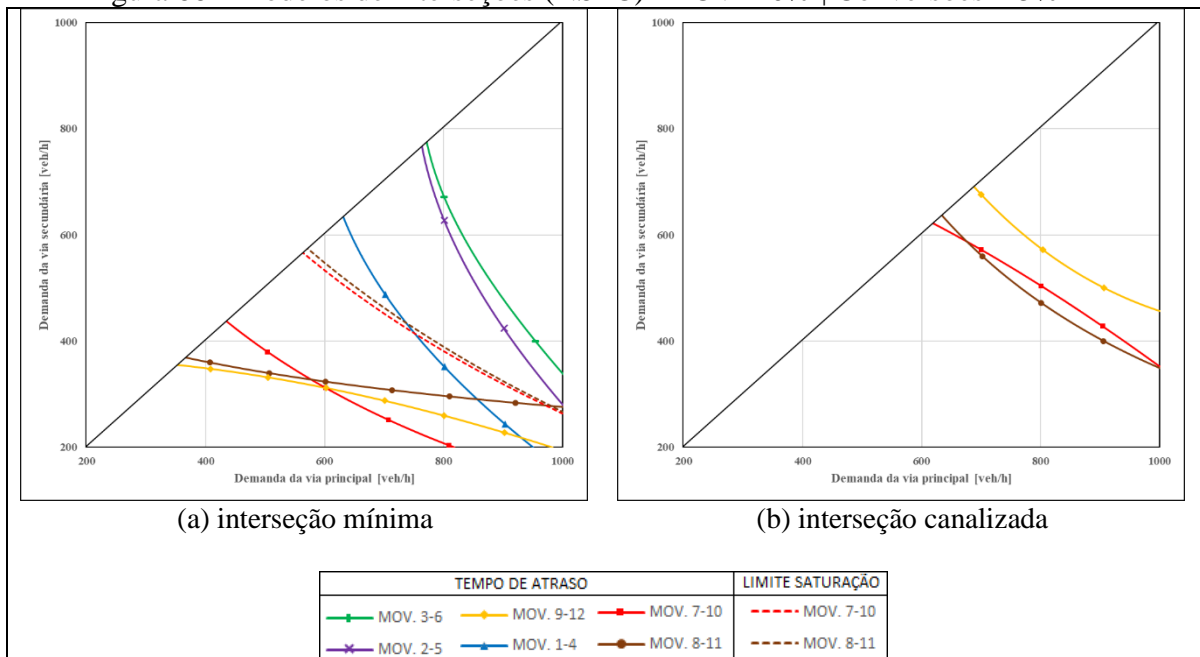 1000
800
600
400
200
200
400
600
800
1000
Demanda da via secundária [veh/h]
Demanda da via principal [veh/h]
(a) interseção mínima
1000
800
600
400
200
200
400
600
800
1000
Demanda da via secundária [veh/h]
Demanda da via principal [veh/h]
(b) interseção canalizada
TEMPO DE ATRASO
LIMITE SATURAÇÃO
MOV. 3-6
MOV. 9-12
MOV. 7-10
MOV. 7-10
MOV. 2-5
MOV. 1-4
MOV. 8-11
MOV. 8-11